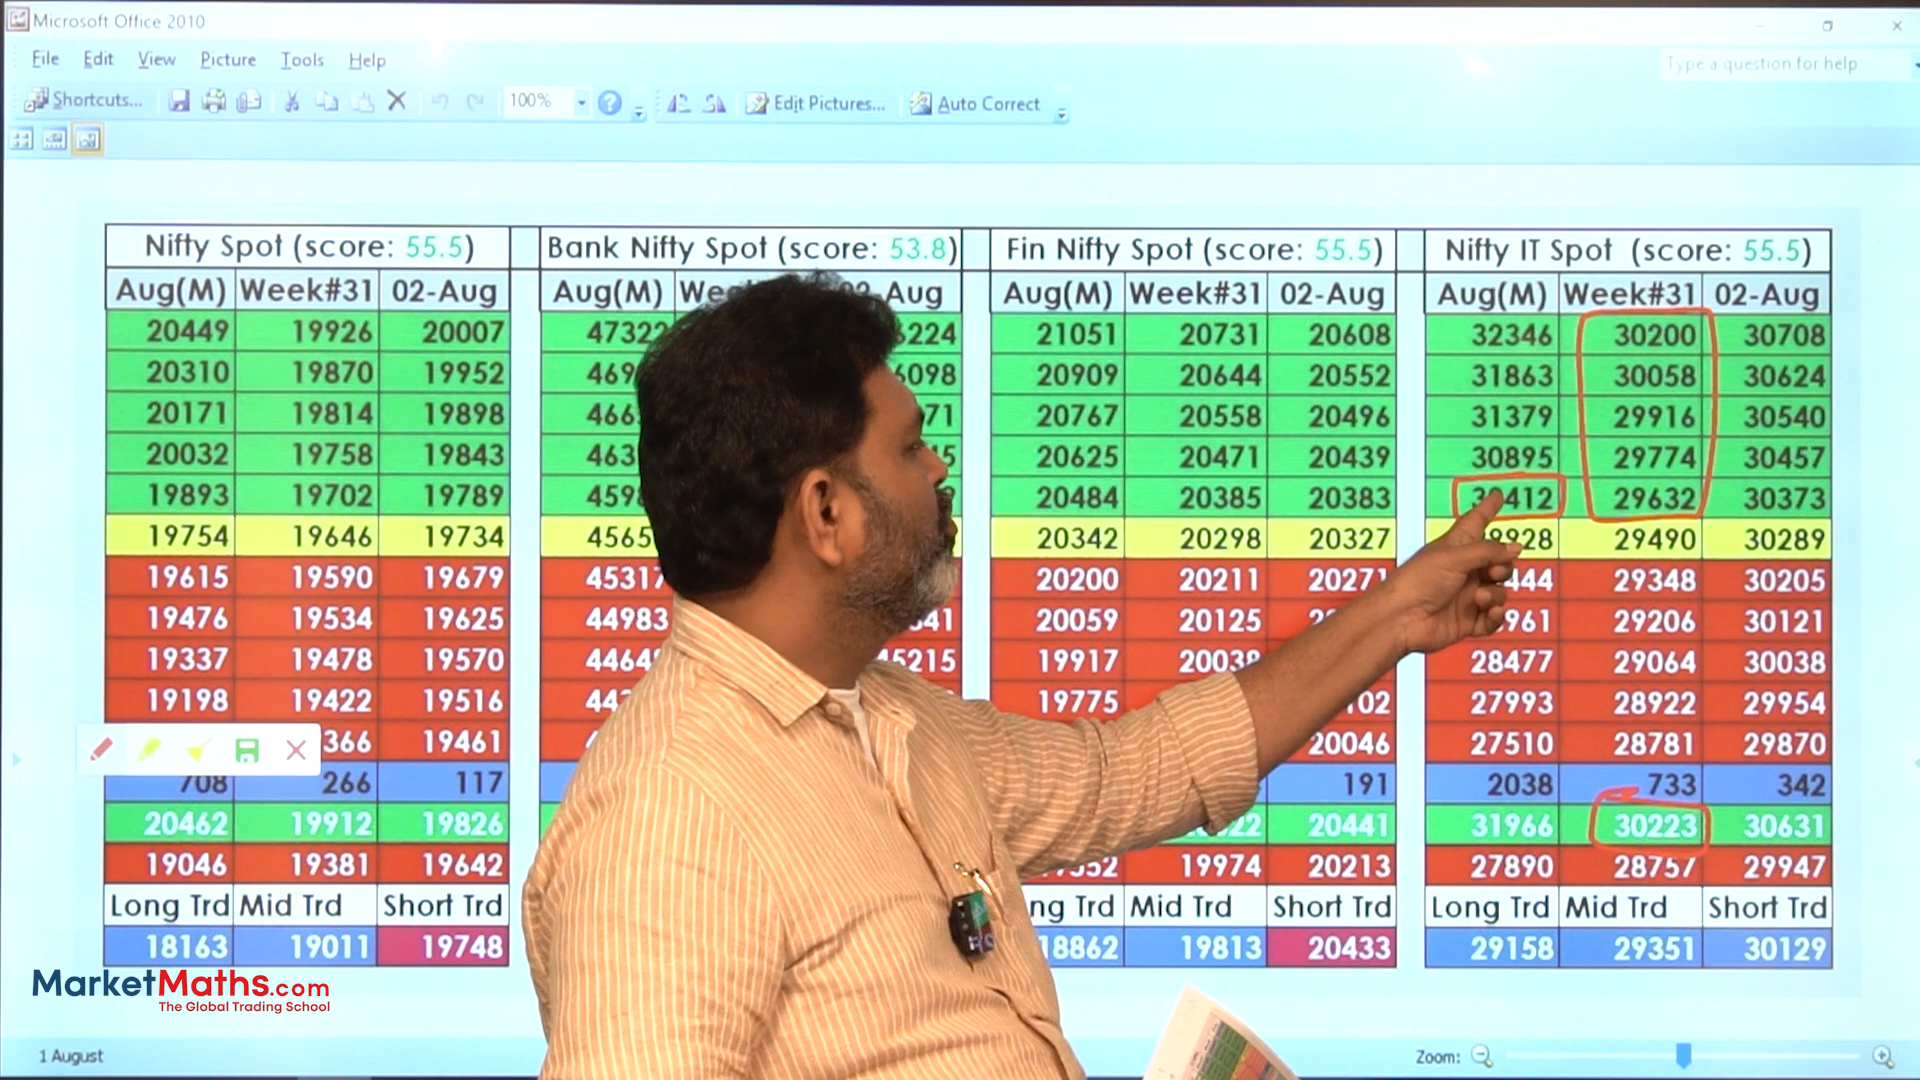 Microsoft Office 2010
File Edit View Picture Tools Help
Type a question for help
Shortcuts... 100% Edit Pictures... Auto Correct
Nifty Spot (score: 55.5) Bank Nifty Spot (score: 53.8) Fin Nifty Spot (score: 55.5) Nifty IT Spot (score: 55.5)
Aug(M) Week#31 02-Aug Aug(M) Aug Aug(M) Week#31 02-Aug Aug(M) Week#31 02-Aug
20449 19926 20007 47322 21051 20731 20608 32346 30200 30708
20310 19870 19952 20909 20644 20552 31863 30058 30624
20171 19814 19898 20767 20558 20496 31379 29916 30540
20032 19758 19843 20625 20471 20439 30895 29774 30457
19893 19702 19789 20484 20385 20383 29632 30373
19754 19646 19734 20342 20298 20327 29490 30289
19615 19590 19679 45317 20200 20211 20271 29348 30205
19476 19534 19625 44983 20059 20125 29206 30121
19337 19478 19570 45215 19917 20038 28477 29064 30038
19198 19422 19516 19775 27993 28922 29954
19461 20046 27510 28781 29870
708 266 117 191 2038 733 342
20462 19912 19826 20441 31966 30223 30631
19046 19381 19642 19974 20213 27890 28757 29947
Long Trd Mid Trd Short Trd Mid Trd Short Trd Long Trd Mid Trd Short Trd
18163 19011 19748 18862 19813 20433 29158 29351 30129
MarketMaths.com
The Global Trading School
1 August
Zoom: